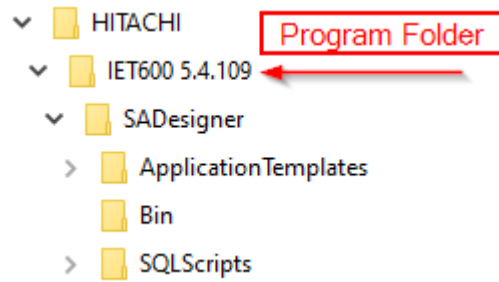 HITACHI
Program Folder
IET600 5.4.109
SADesigner
ApplicationTemplates
Bin
SQLScripts